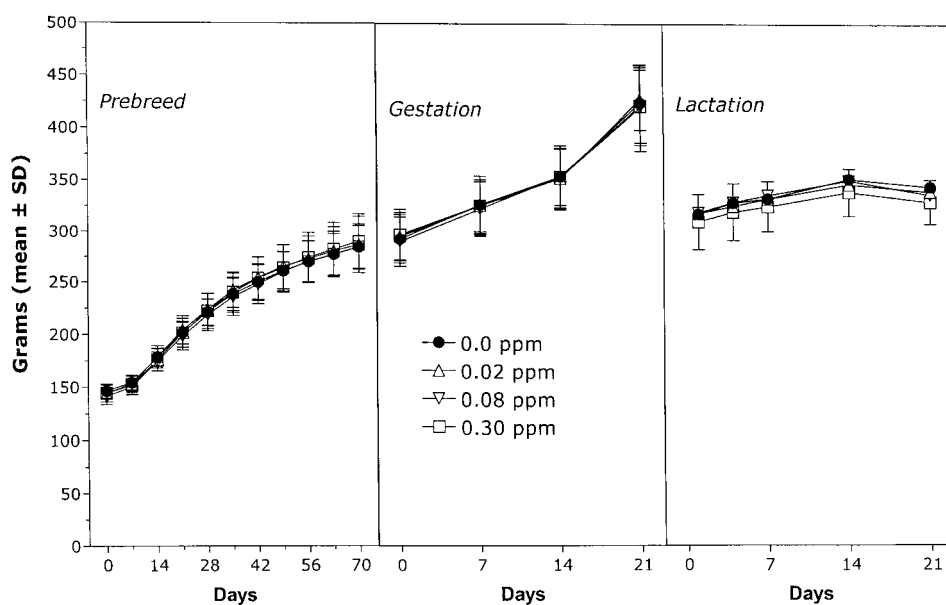 Grams (mean ± SD)
500
450
400
350
300
250
200
150
100
50
0
Prebreed
Gestation
Lactation
0.0 ppm
0.02 ppm
0.08 ppm
0.30 ppm
0 14 28 42 56 70
0 7 14 21
0 7 14 21
Days
Days
Days